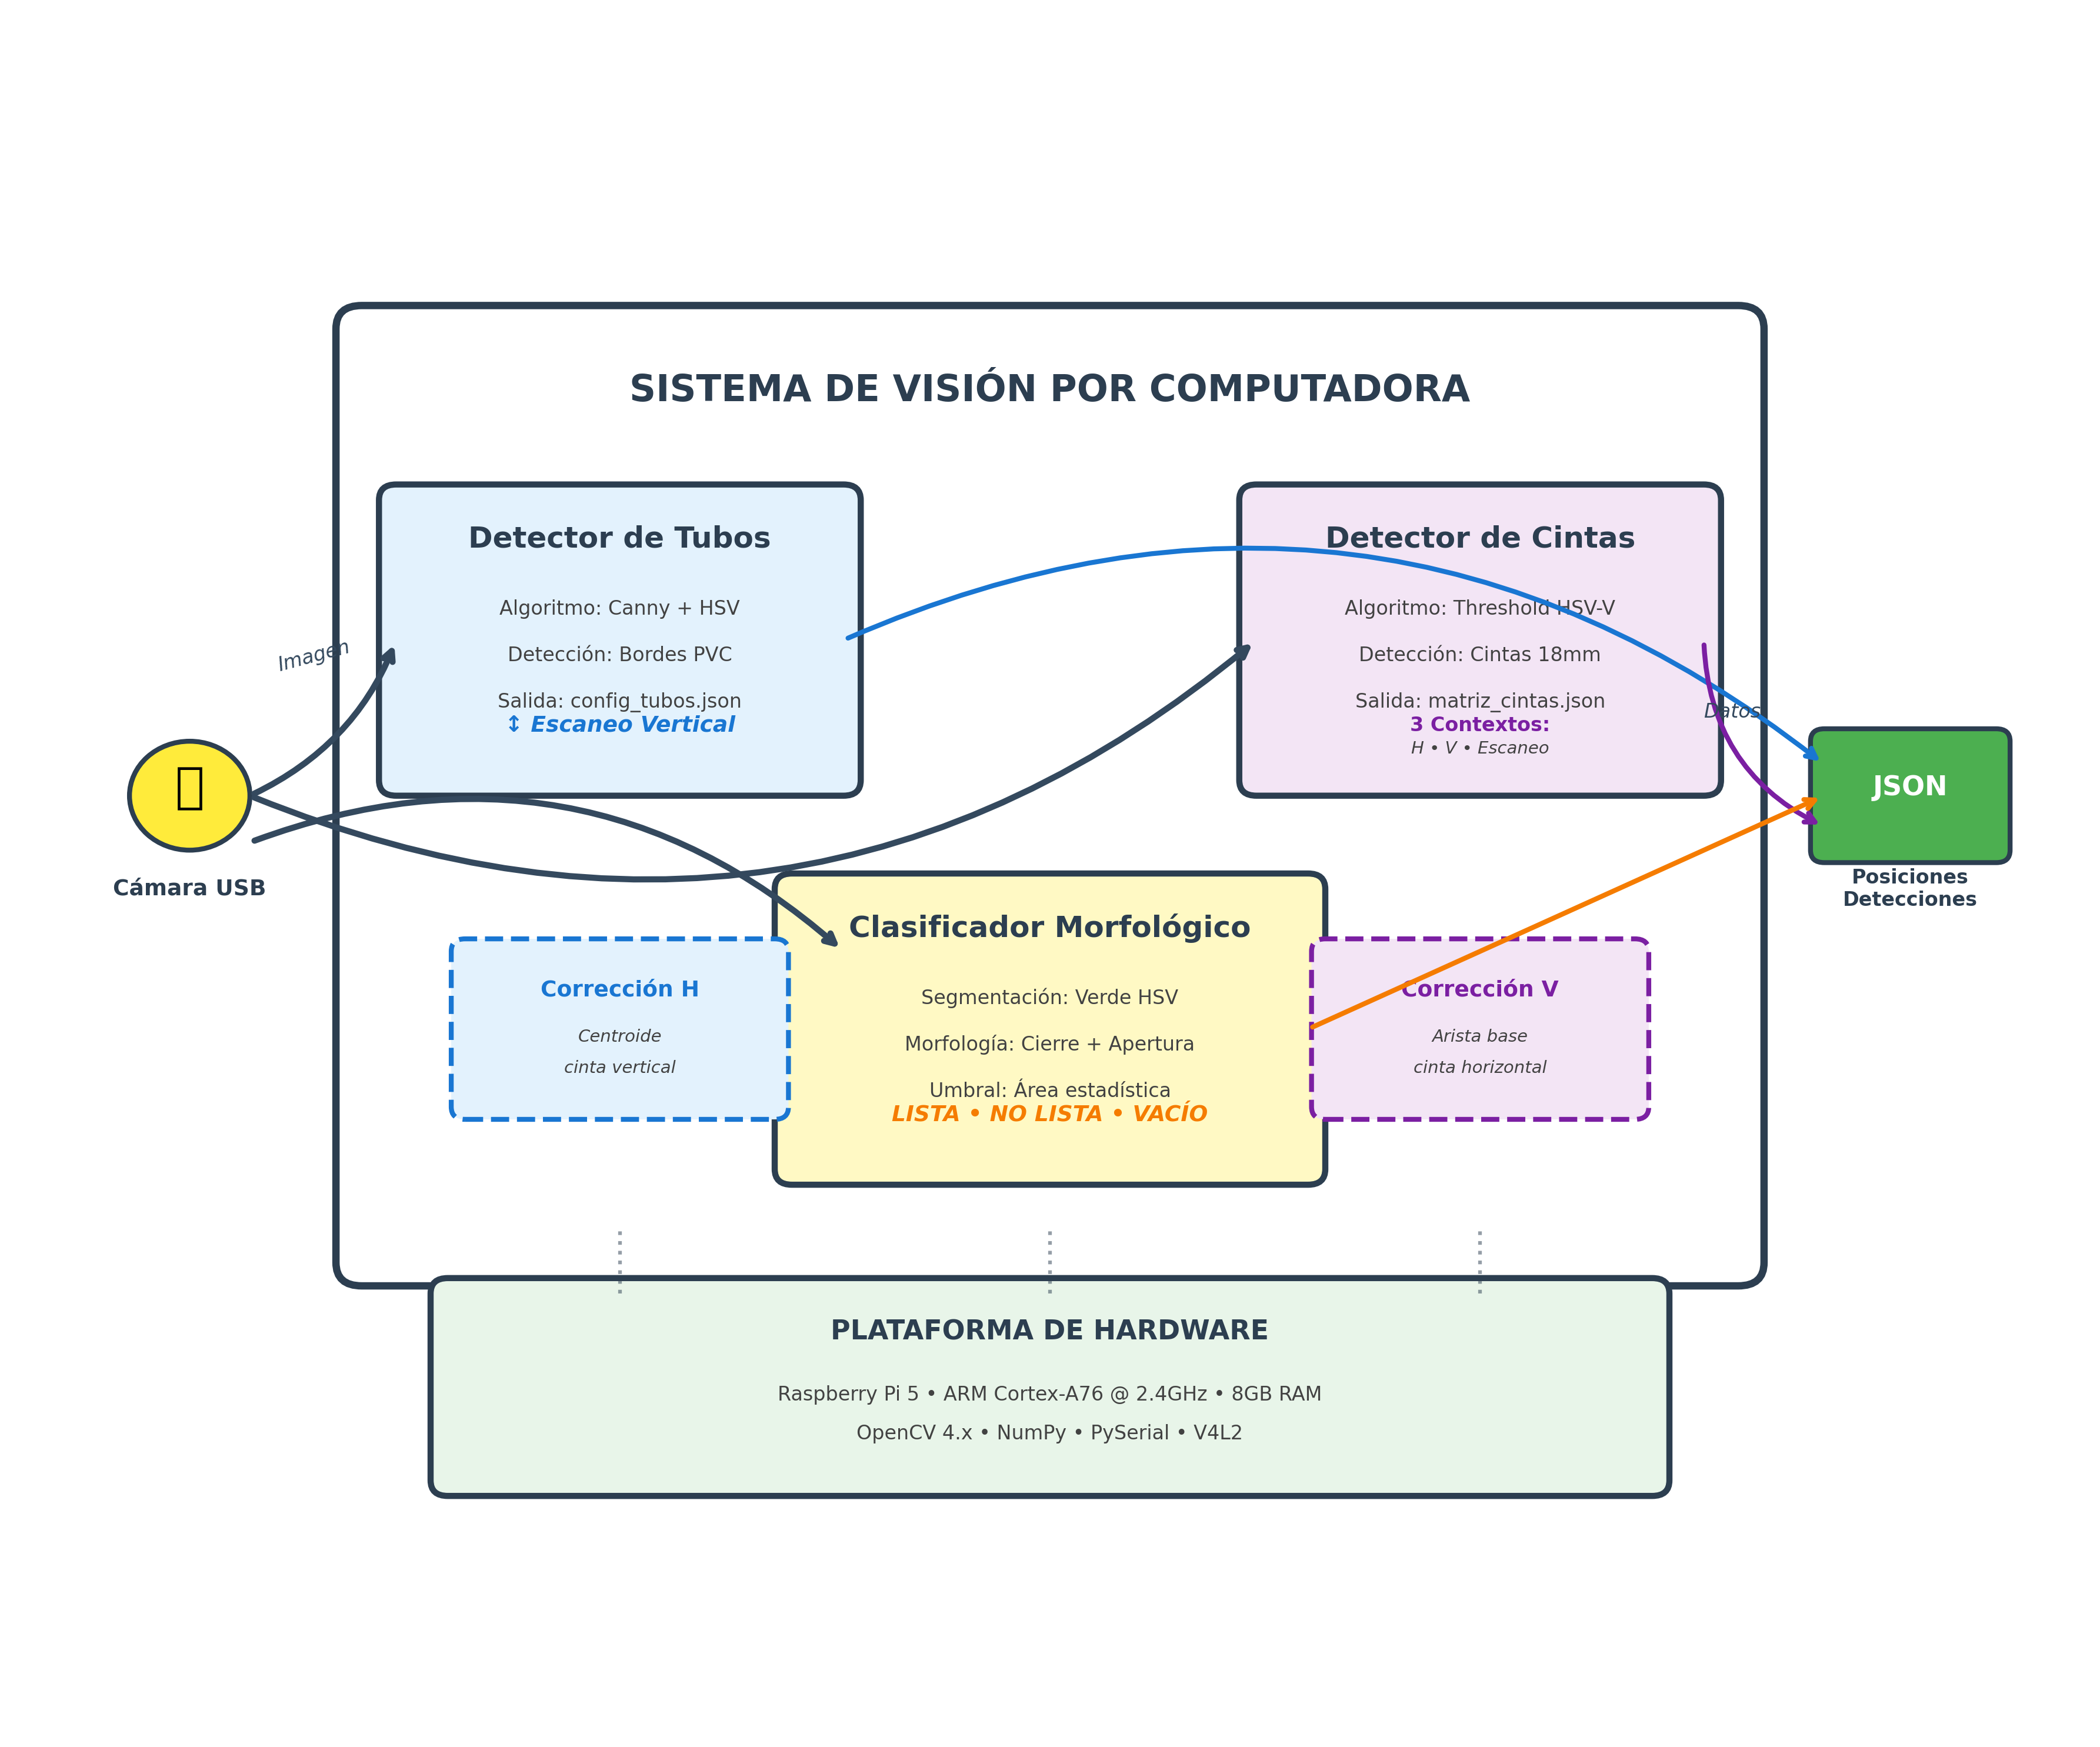 SISTEMA DE VISIÓN POR COMPUTADORA
Detector de Tubos
Algoritmo: Canny + HSV
Detección: Bordes PVC
Salida: config_tubos.json
↕ Escaneo Vertical
Detector de Cintas
Algoritmo: Threshold HSV-V
Detección: Cintas 18mm
Salida: matriz_cintas.json
3 Contextos:
H • V • Escaneo
Imagen
Datos
Cámara USB
JSON
Posiciones
Detecciones
Clasificador Morfológico
Segmentación: Verde HSV
Morfología: Cierre + Apertura
Umbral: Área estadística
LISTA • NO LISTA • VACÍO
Corrección H
Centroide
cinta vertical
Corrección V
Arista base
cinta horizontal
PLATAFORMA DE HARDWARE
Raspberry Pi 5 • ARM Cortex-A76 @ 2.4GHz • 8GB RAM
OpenCV 4.x • NumPy • PySerial • V4L2